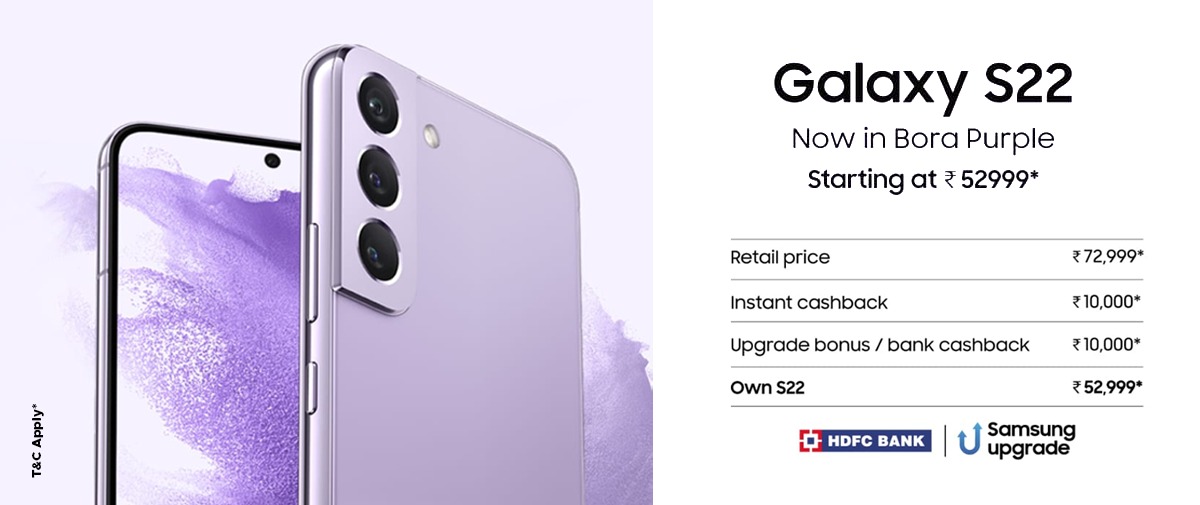 Galaxy S22
Now in Bora Purple
Starting at ₹ 52999*
Retail price ₹ 72,999*
Instant cashback ₹ 10,000*
Upgrade bonus / bank cashback ₹ 10,000*
Own S22 ₹ 52,999*
HDFC BANK
Samsung
upgrade
T&C Apply*